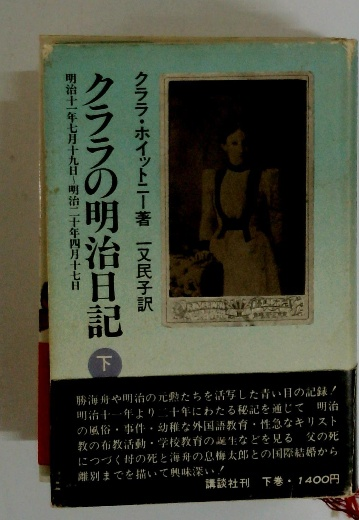 クララ・ホイットニー著 一又民子訳
クララの明治日記
下
明治十一年七月十九日~明治二十年四月十七日
勝海舟や明治の元勲たちを活写した青い目の記録!
明治十一年より二十年にわたる秘記を通じて 明治
の風俗・事件・幼稚な外国語教育・性急なキリスト
教の布教活動・学校教育の誕生などを見る 父の死
につづく母の死と海舟の息梅太郎との国際結婚から
離別までを描いて興味深い!
講談社刊 下巻・1400円